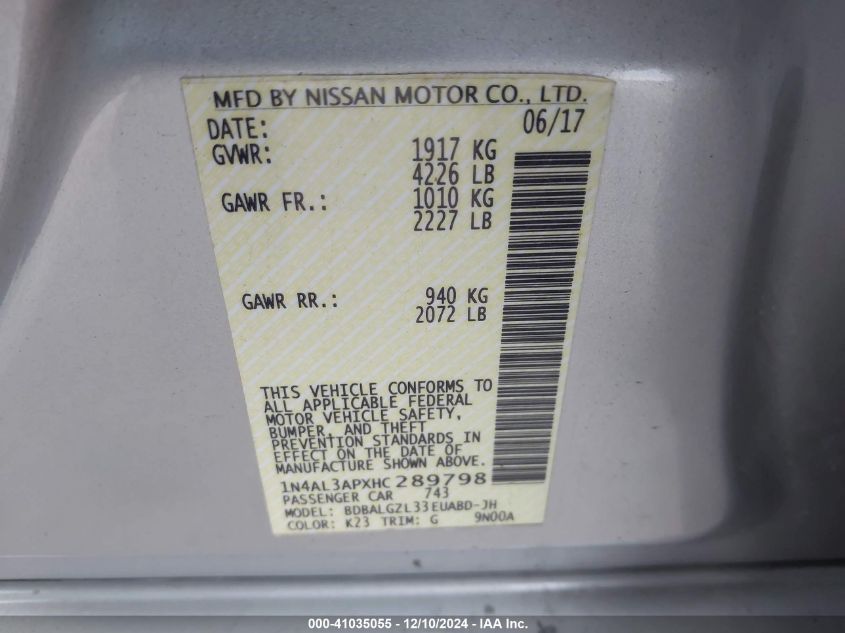 MFD BY NISSAN MOTOR CO., LTD.
DATE: 06/17
GVWR: 1917 KG
4226 LB
GAWR FR.: 1010 KG
2227 LB
GAWR RR.: 940 KG
2072 LB
THIS VEHICLE CONFORMS TO
ALL APPLICABLE FEDERAL
MOTOR VEHICLE SAFETY,
BUMPER, AND THEFT
PREVENTION STANDARDS IN
EFFECT ON THE DATE OF
MANUFACTURE SHOWN ABOVE.
1N4AL3APXHC289798
PASSENGER CAR 743
MODEL: BDBALGZL33EUABD-JH
COLOR: K23 TRIM: G 9N00A
000-41035055 - 12/10/2024 - IAA Inc.